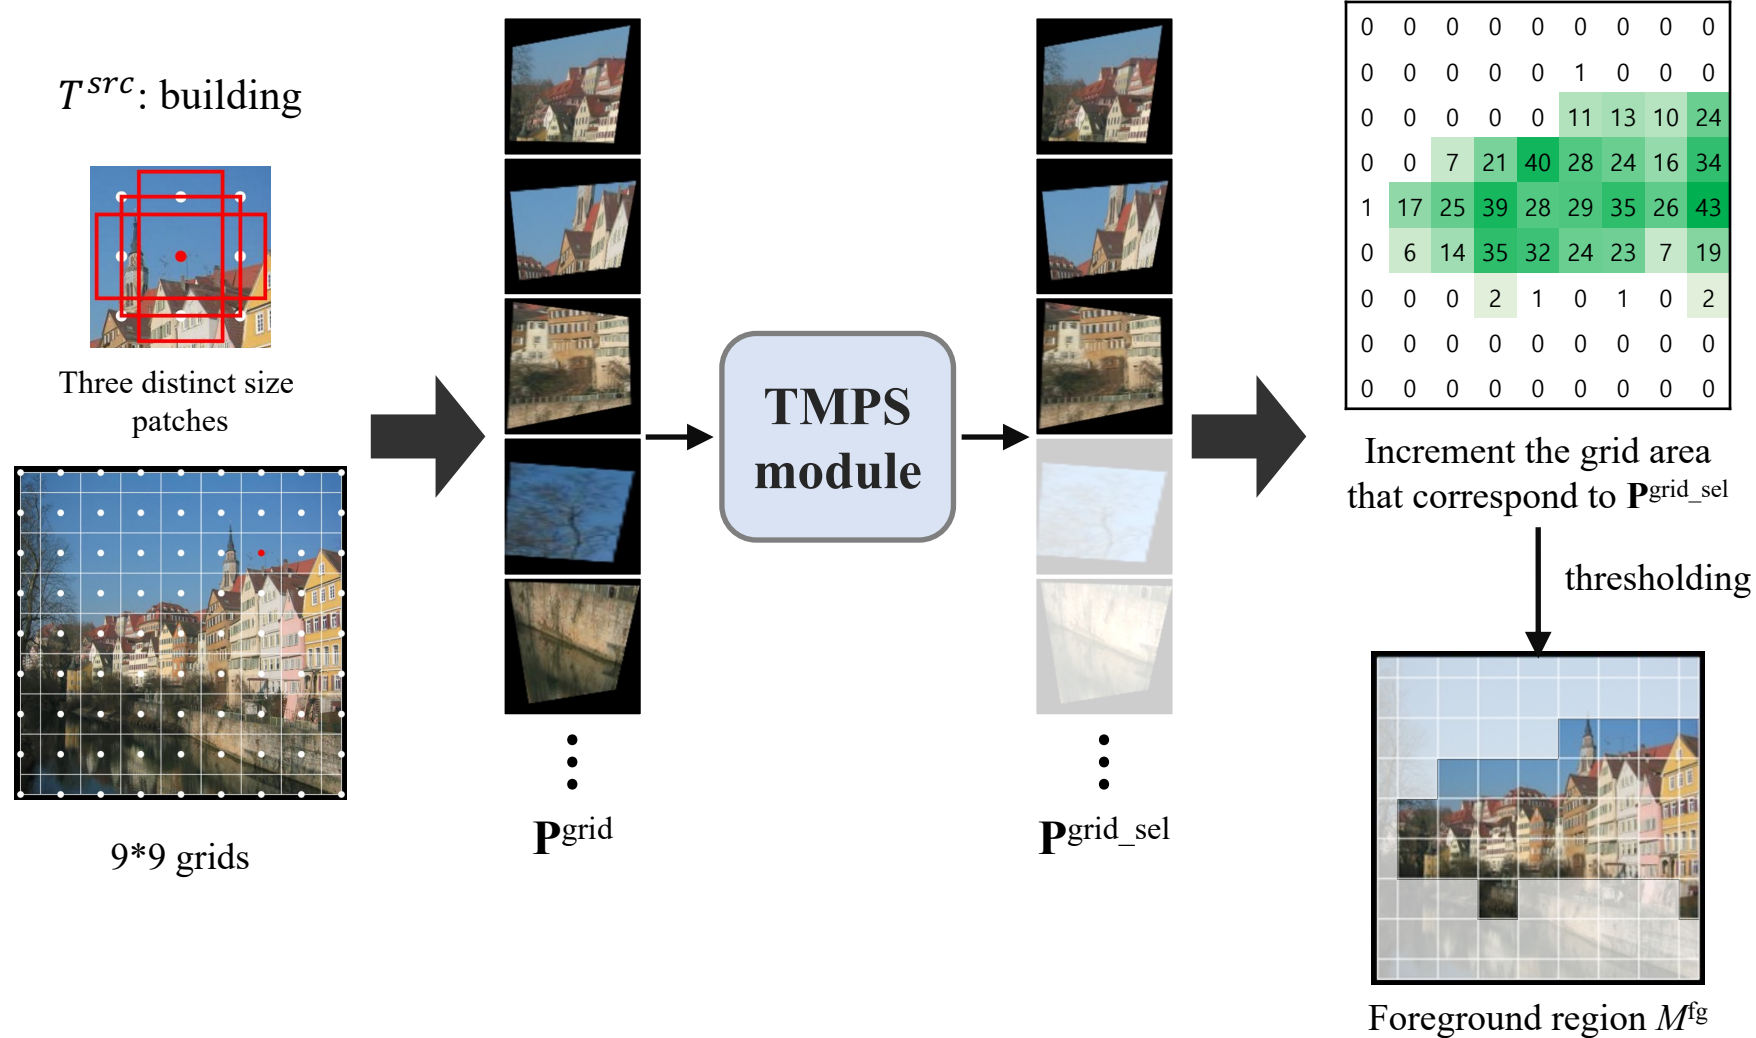 T^src: building
Three distinct size
patches
9*9 grids
P^grid
TMPS
module
P^grid_sel
0 0 0 0 0 0 0 0 0
0 0 0 0 0 1 0 0 0
0 0 0 0 0 11 13 10 24
0 0 7 21 40 28 24 16 34
1 17 25 39 28 29 35 26 43
0 6 14 35 32 24 23 7 19
0 0 0 2 1 0 1 0 2
0 0 0 0 0 0 0 0 0
0 0 0 0 0 0 0 0 0
Increment the grid area
that correspond to P^grid_sel
thresholding
Foreground region M^fg